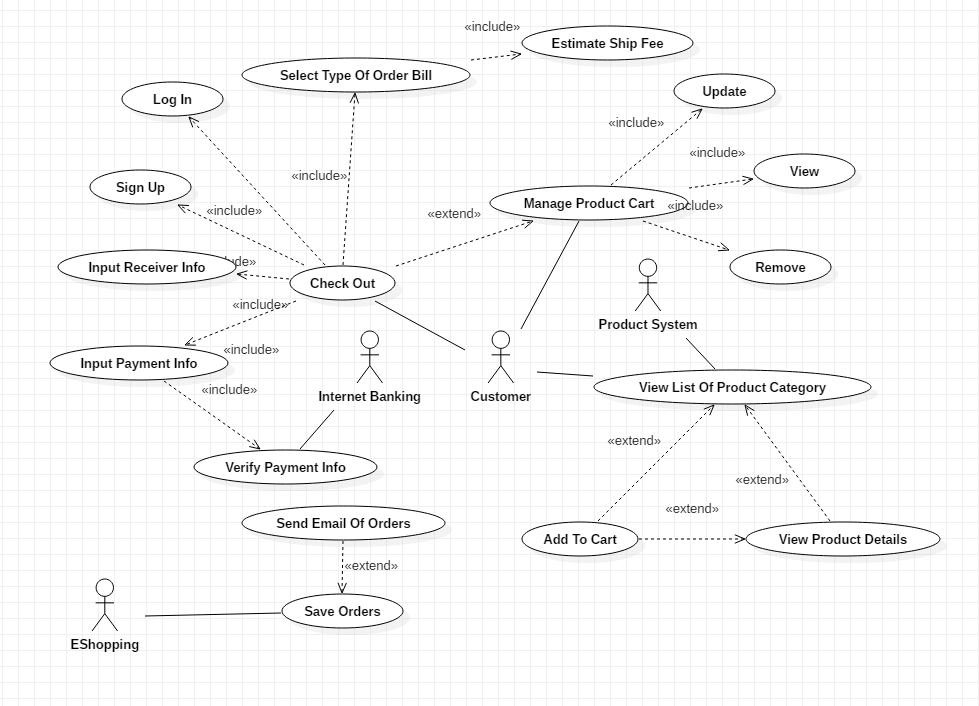 «include»
Estimate Ship Fee
Select Type Of Order Bill
Log In
Update
«include»
«include»
View
«include»
Sign Up
«include»
«extend»
Manage Product Cart
«include»
Input Receiver Info
ude»
Check Out
Remove
«include»
Product System
«include»
Input Payment Info
«include»
Internet Banking
Customer
View List Of Product Category
«extend»
Verify Payment Info
«extend»
«extend»
Send Email Of Orders
Add To Cart
View Product Details
«extend»
Save Orders
EShopping